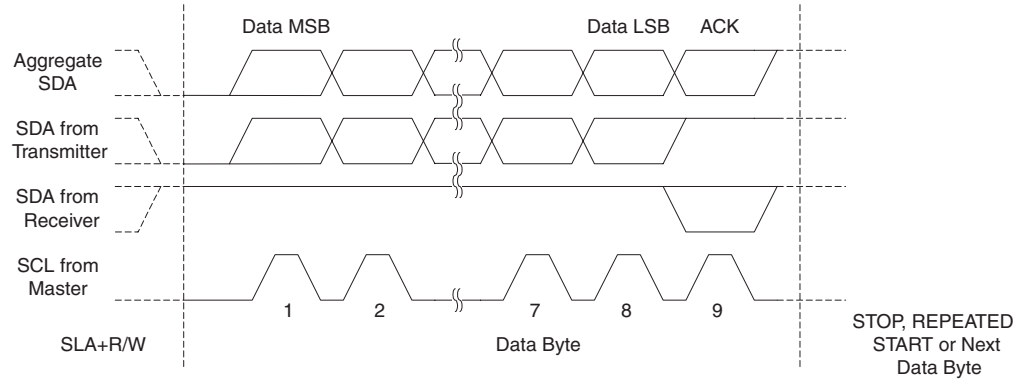 Data MSB
Data LSB
ACK
Aggregate
SDA
SDA from
Transmitter
SDA from
Receiver
SCL from
Master
1
2
7
8
9
SLA+R/W
Data Byte
STOP, REPEATED
START or Next
Data Byte